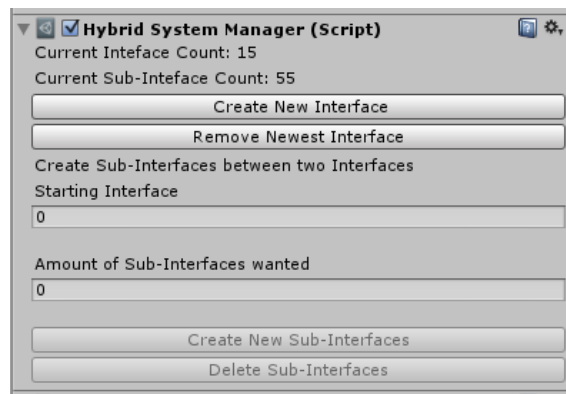 Hybrid System Manager (Script)
Current Inteface Count: 15
Current Sub-Inteface Count: 55
Create New Interface
Remove Newest Interface
Create Sub-Interfaces between two Interfaces
Starting Interface
0
Amount of Sub-Interfaces wanted
0
Create New Sub-Interfaces
Delete Sub-Interfaces